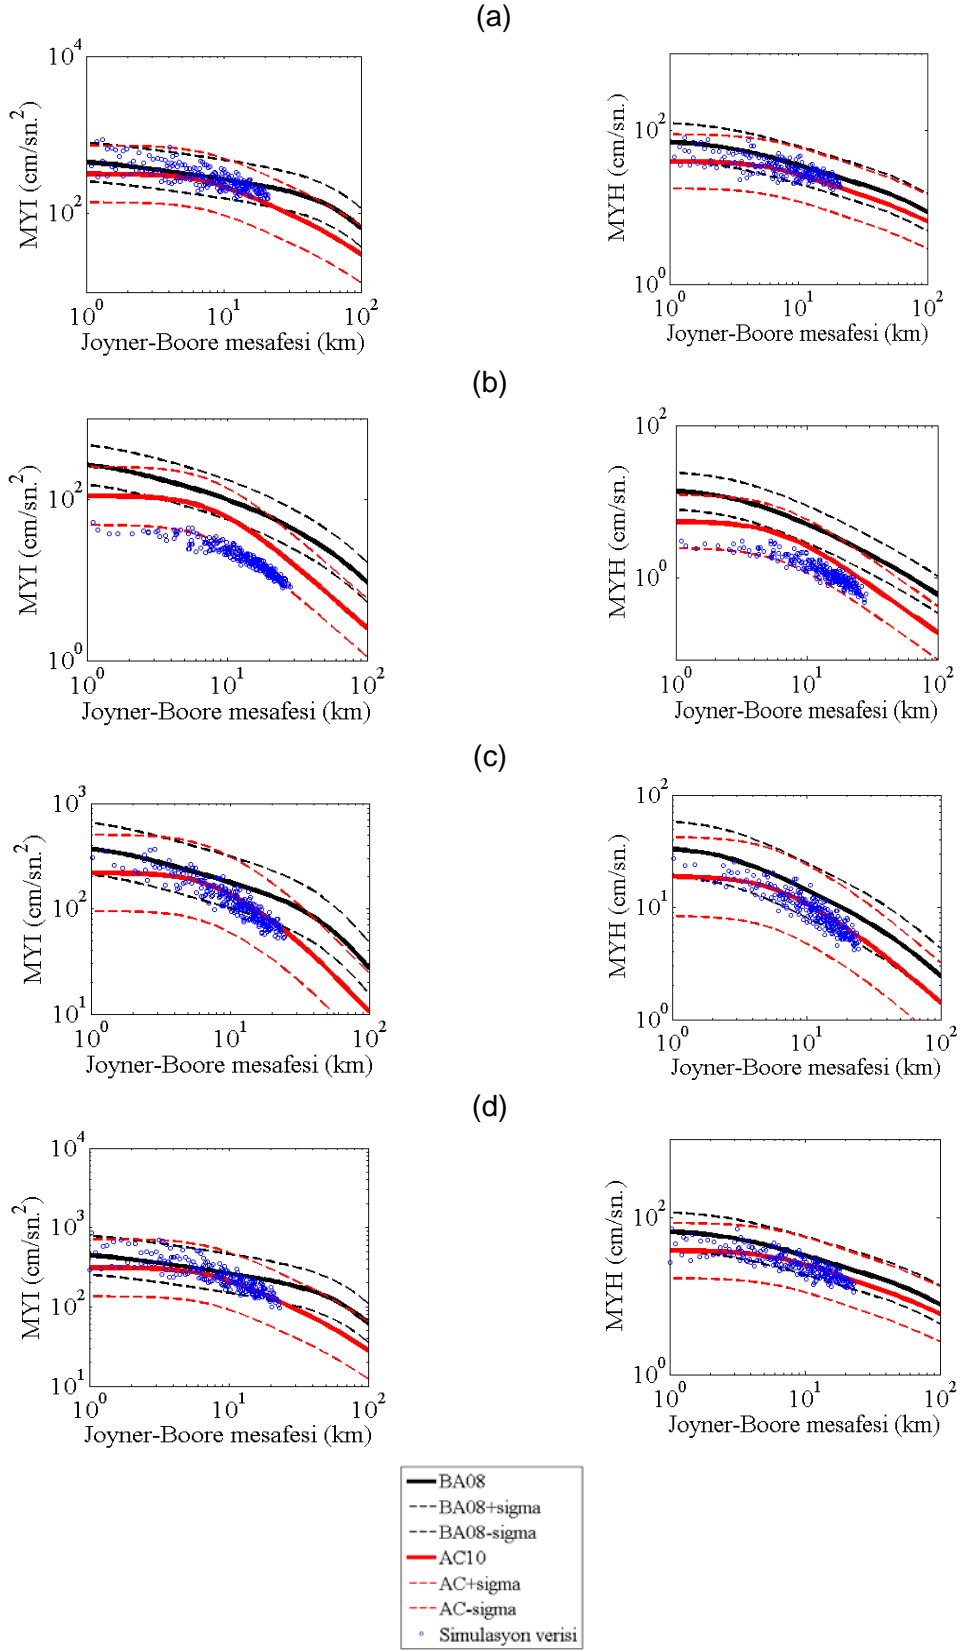 (a)
10^4
10^2
MYI (cm/sn.^2)
10^0 10^1 10^2
Joyner-Boore mesafesi (km)
10^2
10^0
MYH (cm/sn.)
10^0 10^1 10^2
Joyner-Boore mesafesi (km)
(b)
10^2
10^0
MYI (cm/sn.^2)
10^0 10^1 10^2
Joyner-Boore mesafesi (km)
10^2
10^0
MYH (cm/sn.)
10^0 10^1 10^2
Joyner-Boore mesafesi (km)
(c)
10^3
10^2
10^1
MYI (cm/sn.^2)
10^0 10^1 10^2
Joyner-Boore mesafesi (km)
10^2
10^1
10^0
MYH (cm/sn.)
10^0 10^1 10^2
Joyner-Boore mesafesi (km)
(d)
10^4
10^3
10^2
10^1
MYI (cm/sn.^2)
10^0 10^1 10^2
Joyner-Boore mesafesi (km)
10^2
10^0
MYH (cm/sn.)
10^0 10^1 10^2
Joyner-Boore mesafesi (km)
BA08
BA08+sigma
BA08-sigma
AC10
AC+sigma
AC-sigma
Simulasyon verisi